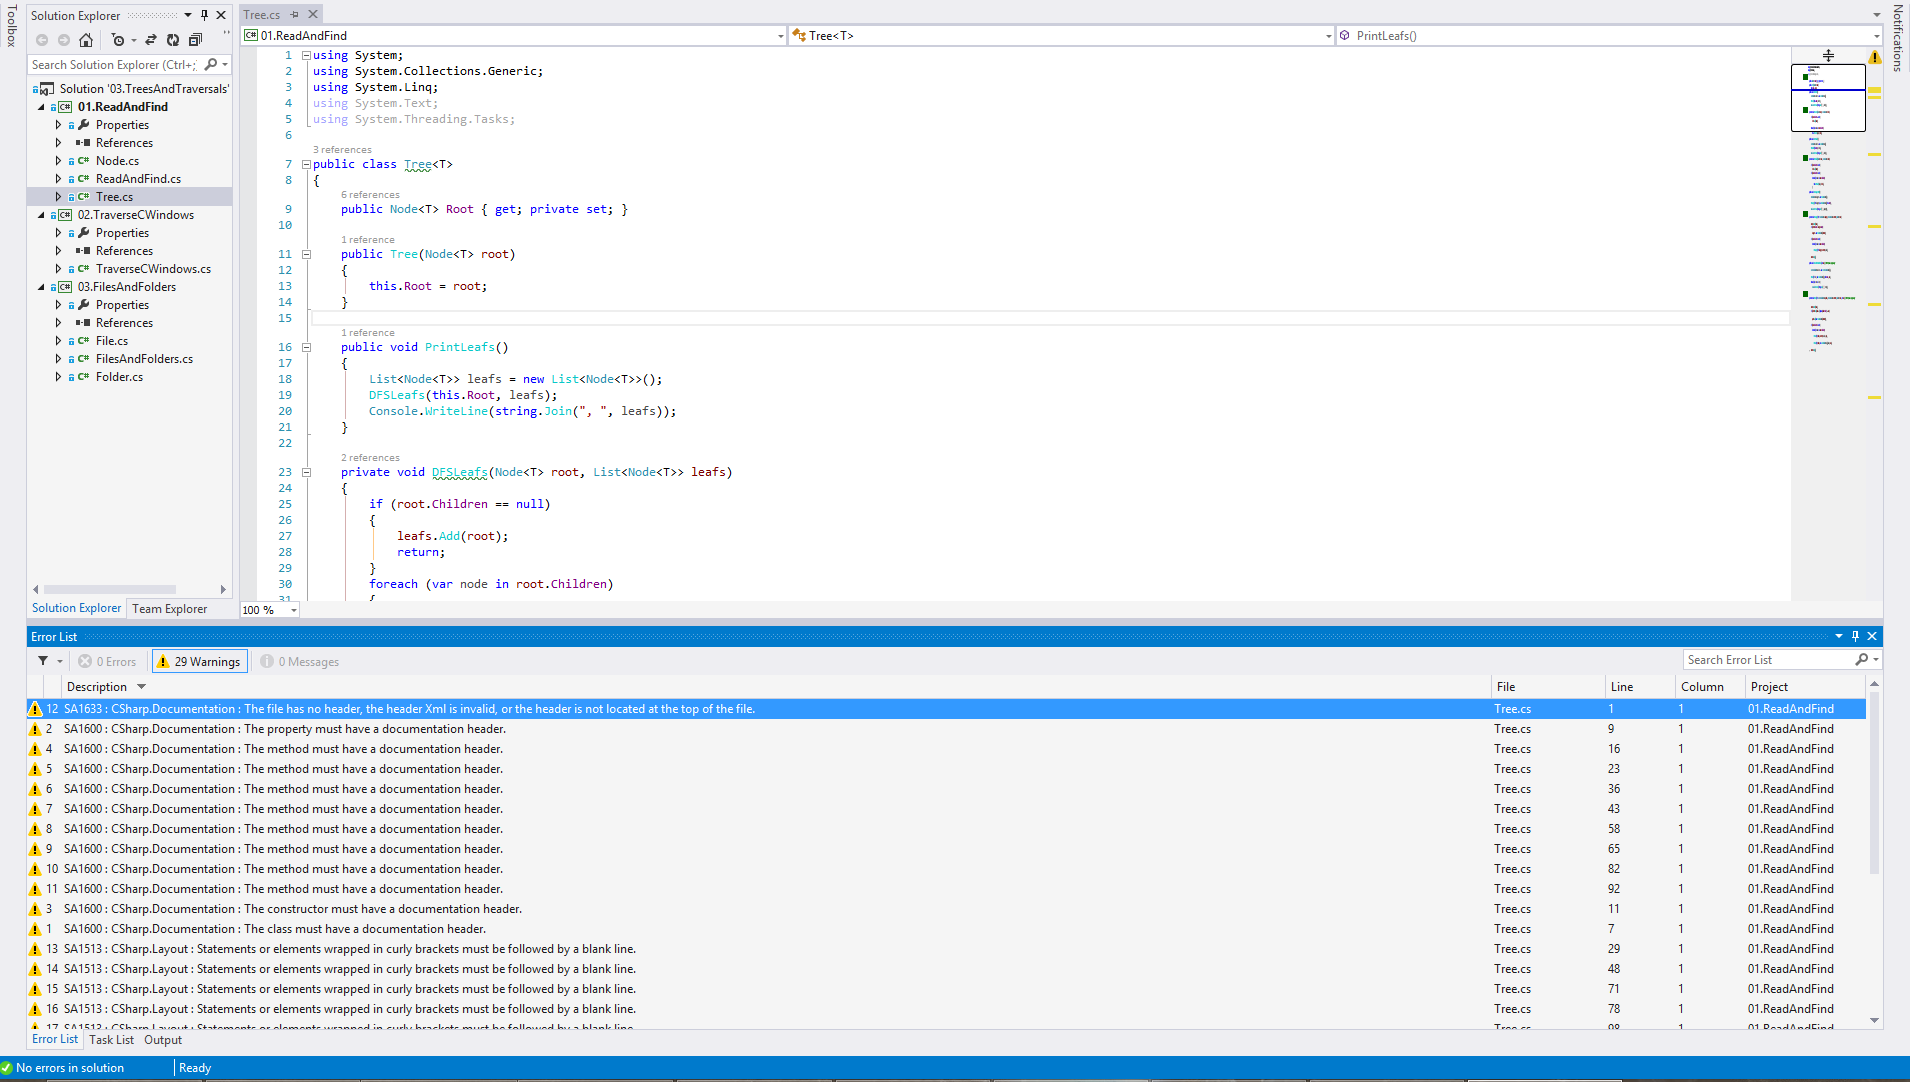 Toolbox
Solution Explorer
Search Solution Explorer (Ctrl+;)
Solution '03.TreesAndTraversals'
01.ReadAndFind
Properties
References
Node.cs
ReadAndFind.cs
Tree.cs
02.TraverseCWindows
Properties
References
TraverseCWindows.cs
03.FilesAndFolders
Properties
References
File.cs
FilesAndFolders.cs
Folder.cs
Solution Explorer
Team Explorer
Tree.cs
01.ReadAndFind
Tree<T>
PrintLeafs()
1 using System;
2 using System.Collections.Generic;
3 using System.Linq;
4 using System.Text;
5 using System.Threading.Tasks;
6
3 references
7 public class Tree<T>
8 {
6 references
9 public Node<T> Root { get; private set; }
10
1 reference
11 public Tree(Node<T> root)
12 {
13 this.Root = root;
14 }
15
1 reference
16 public void PrintLeafs()
17 {
18 List<Node<T>> leafs = new List<Node<T>>();
19 DFSLeafs(this.Root, leafs);
20 Console.WriteLine(string.Join(", ", leafs));
21 }
22
2 references
23 private void DFSLeafs(Node<T> root, List<Node<T>> leafs)
24 {
25 if (root.Children == null)
26 {
27 leafs.Add(root);
28 return;
29 }
30 foreach (var node in root.Children)
31 {
100 %
Notifications
Error List
0 Errors
29 Warnings
0 Messages
Search Error List
Description File Line Column Project
12 SA1633 : CSharp.Documentation : The file has no header, the header Xml is invalid, or the header is not located at the top of the file. Tree.cs 1 1 01.ReadAndFind
2 SA1600 : CSharp.Documentation : The property must have a documentation header. Tree.cs 9 1 01.ReadAndFind
4 SA1600 : CSharp.Documentation : The method must have a documentation header. Tree.cs 16 1 01.ReadAndFind
5 SA1600 : CSharp.Documentation : The method must have a documentation header. Tree.cs 23 1 01.ReadAndFind
6 SA1600 : CSharp.Documentation : The method must have a documentation header. Tree.cs 36 1 01.ReadAndFind
7 SA1600 : CSharp.Documentation : The method must have a documentation header. Tree.cs 43 1 01.ReadAndFind
8 SA1600 : CSharp.Documentation : The method must have a documentation header. Tree.cs 58 1 01.ReadAndFind
9 SA1600 : CSharp.Documentation : The method must have a documentation header. Tree.cs 65 1 01.ReadAndFind
10 SA1600 : CSharp.Documentation : The method must have a documentation header. Tree.cs 82 1 01.ReadAndFind
11 SA1600 : CSharp.Documentation : The method must have a documentation header. Tree.cs 92 1 01.ReadAndFind
3 SA1600 : CSharp.Documentation : The constructor must have a documentation header. Tree.cs 11 1 01.ReadAndFind
1 SA1600 : CSharp.Documentation : The class must have a documentation header. Tree.cs 7 1 01.ReadAndFind
13 SA1513 : CSharp.Layout : Statements or elements wrapped in curly brackets must be followed by a blank line. Tree.cs 29 1 01.ReadAndFind
14 SA1513 : CSharp.Layout : Statements or elements wrapped in curly brackets must be followed by a blank line. Tree.cs 48 1 01.ReadAndFind
15 SA1513 : CSharp.Layout : Statements or elements wrapped in curly brackets must be followed by a blank line. Tree.cs 71 1 01.ReadAndFind
16 SA1513 : CSharp.Layout : Statements or elements wrapped in curly brackets must be followed by a blank line. Tree.cs 78 1 01.ReadAndFind
17 SA1513 : CSharp.Layout : Statements or elements wrapped in curly brackets must be followed by a blank line. Tree.cs 98 1 01.ReadAndFind
Error List
Task List
Output
No errors in solution
Ready